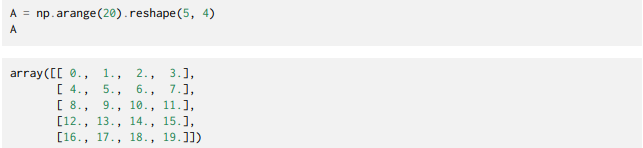 A = np.arange(20).reshape(5, 4)
A
array([[ 0.,  1.,  2.,  3.],
       [ 4.,  5.,  6.,  7.],
       [ 8.,  9., 10., 11.],
       [12., 13., 14., 15.],
       [16., 17., 18., 19.]])